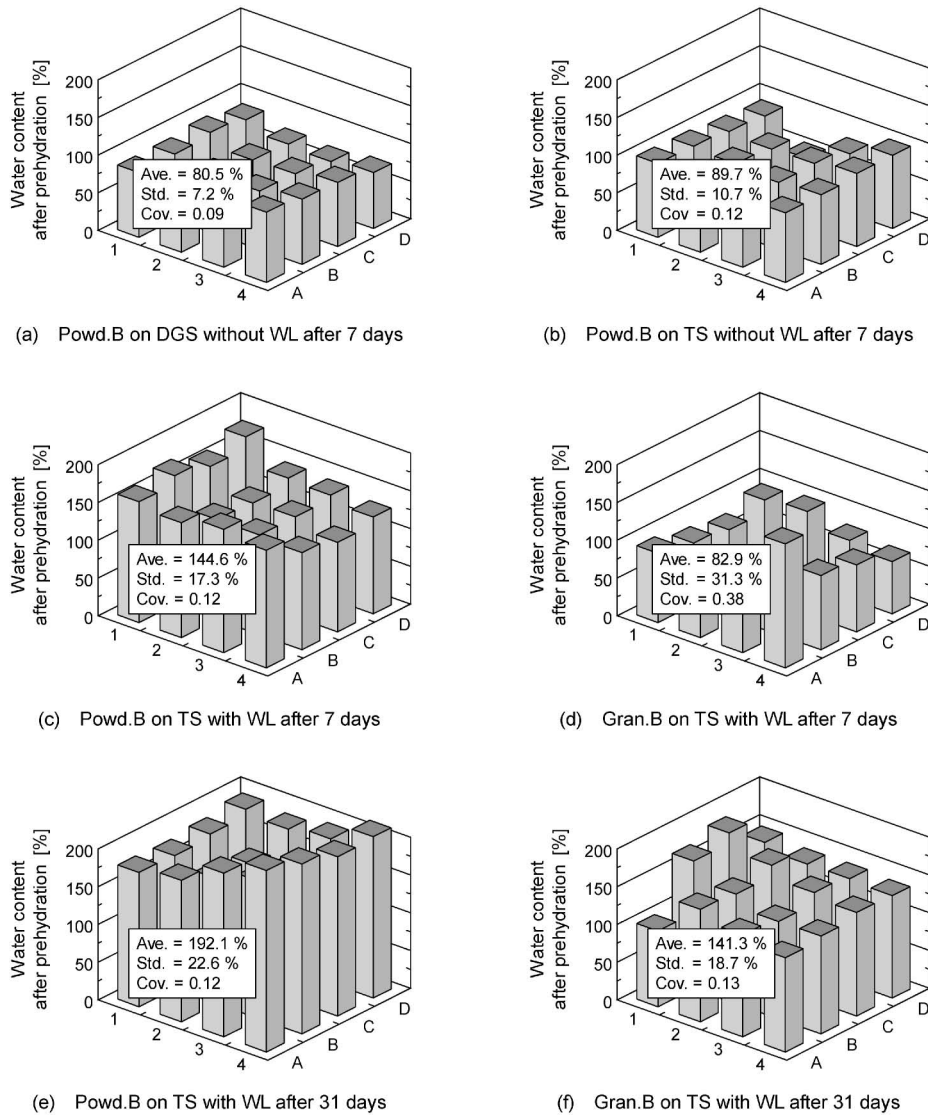 Water content
after prehydration [%]
200
150
100
50
0
1
2
3
4
A
B
C
D
Ave. = 80.5 %
Std. = 7.2 %
Cov. = 0.09
(a) Powd.B on DGS without WL after 7 days
Water content
after prehydration [%]
200
150
100
50
0
1
2
3
4
A
B
C
D
Ave. = 89.7 %
Std. = 10.7 %
Cov. = 0.12
(b) Powd.B on TS without WL after 7 days
Water content
after prehydration [%]
200
150
100
50
0
1
2
3
4
A
B
C
D
Ave. = 144.6 %
Std. = 17.3 %
Cov. = 0.12
(c) Powd.B on TS with WL after 7 days
Water content
after prehydration [%]
200
150
100
50
0
1
2
3
4
A
B
C
D
Ave. = 82.9 %
Std. = 31.3 %
Cov. = 0.38
(d) Gran.B on TS with WL after 7 days
Water content
after prehydration [%]
200
150
100
50
0
1
2
3
4
A
B
C
D
Ave. = 192.1 %
Std. = 22.6 %
Cov. = 0.12
(e) Powd.B on TS with WL after 31 days
Water content
after prehydration [%]
200
150
100
50
0
1
2
3
4
A
B
C
D
Ave. = 141.3 %
Std. = 18.7 %
Cov. = 0.13
(f) Gran.B on TS with WL after 31 days